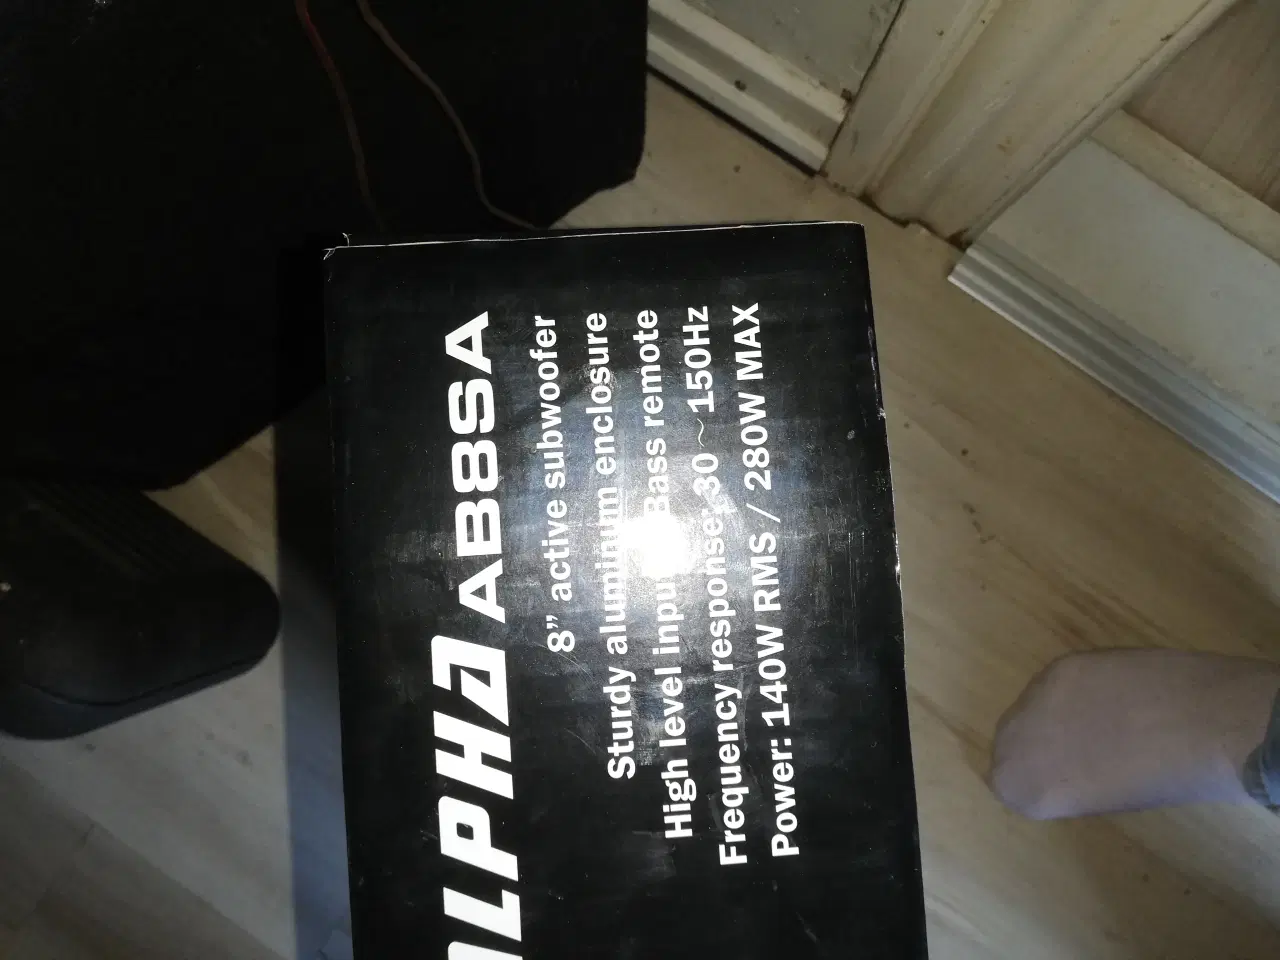 ALPHA AB8SA
8” active subwoofer
Sturdy aluminum enclosure
High level input Bass remote
Frequency response: 30～150Hz
Power: 140W RMS / 280W MAX